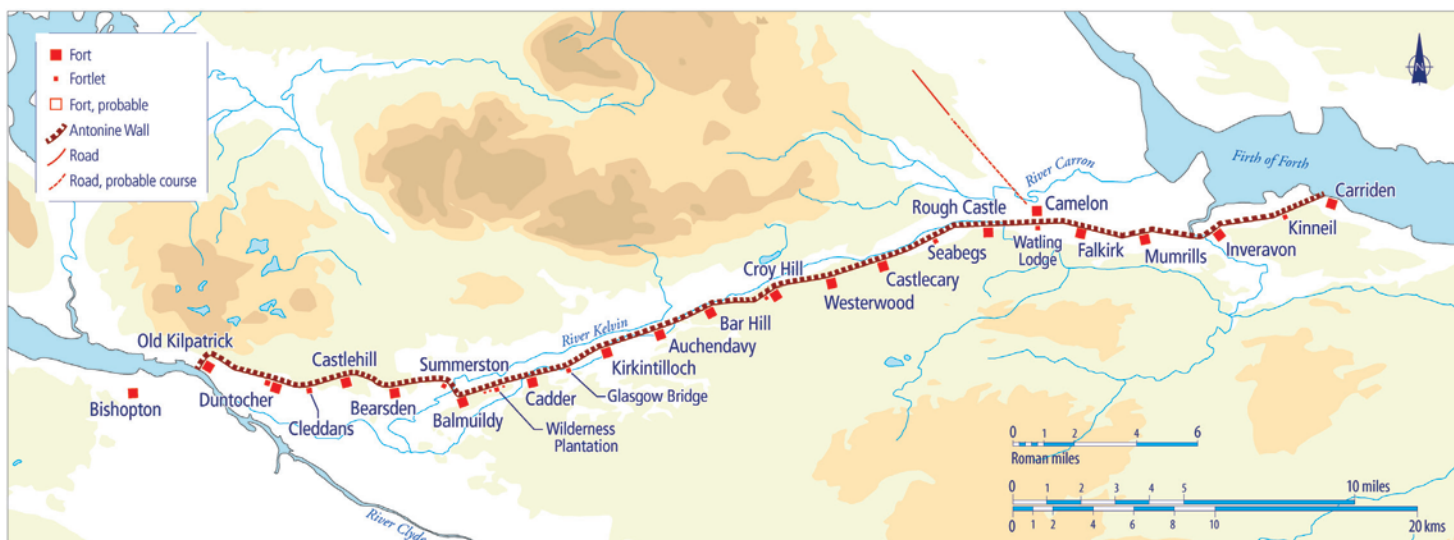 Fort
Fortlet
Fort, probable
Antonine Wall
Road
Road, probable course
N
Firth of Forth
River Carron
Carriden
Camelon
Rough Castle
Kinneil
Watling
Lodge
Falkirk
Mumrills
Inveravon
Seabegs
Castlecary
Croy Hill
Westerwood
Bar Hill
River Kelvin
Auchendavy
Kirkintilloch
Old Kilpatrick
Castlehill
Summerston
Glasgow Bridge
Cadder
Bishopton
Duntocher
Cleddans
Bearsden
Balmuildy
Wilderness
Plantation
River Clyde
0 1 2 4 6
Roman miles
0 1 2 3 4 5 10 miles
0 1 2 4 6 8 10 20 kms